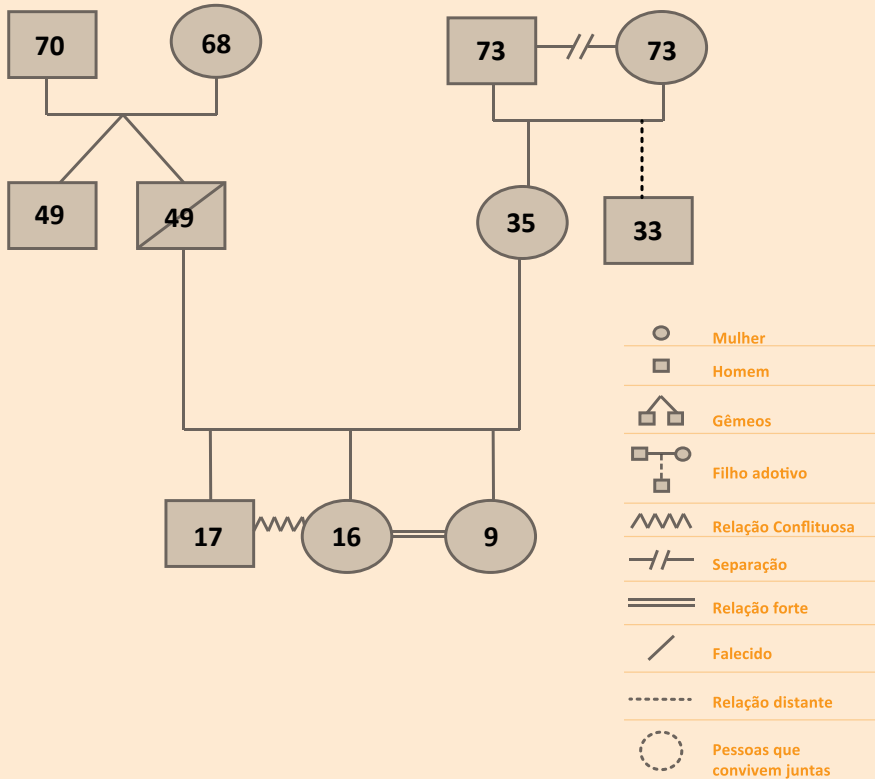 70
68
73
73
49
49
35
33
17
16
9
Mulher
Homem
Gêmeos
Filho adotivo
Relação Conflituosa
Separação
Relação forte
Falecido
Relação distante
Pessoas que
convivem juntas